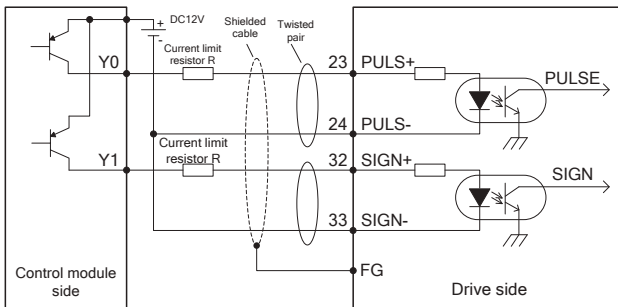 DC12V
+
-
Shielded
cable
Twisted
pair
Y0
Current limit
resistor R
23
PULS+
PULSE
24
PULS-
Y1
Current limit
resistor R
32
SIGN+
SIGN
33
SIGN-
FG
Control module
side
Drive side